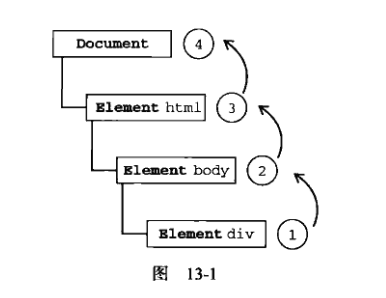 Document 4
Element html 3
Element body 2
Element div 1
图 13-1